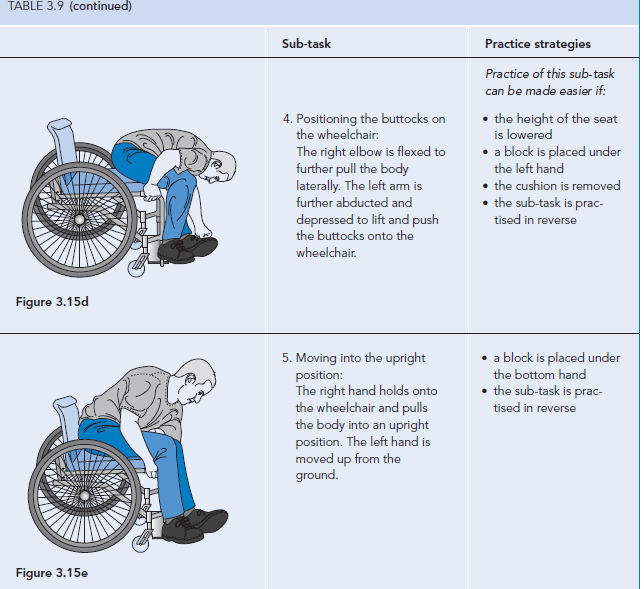 TABLE 3.9 (continued)
Sub-task
Practice strategies
Practice of this sub-task
can be made easier if:
4. Positioning the buttocks on
the wheelchair:
The right elbow is flexed to
further pull the body
laterally. The left arm is
further abducted and
depressed to lift and push
the buttocks onto the
wheelchair.
• the height of the seat
is lowered
• a block is placed under
the left hand
• the cushion is removed
• the sub-task is prac-
tised in reverse
Figure 3.15d
5. Moving into the upright
position:
The right hand holds onto
the wheelchair and pulls
the body into an upright
position. The left hand is
moved up from the
ground.
• a block is placed under
the bottom hand
• the sub-task is prac-
tised in reverse
Figure 3.15e